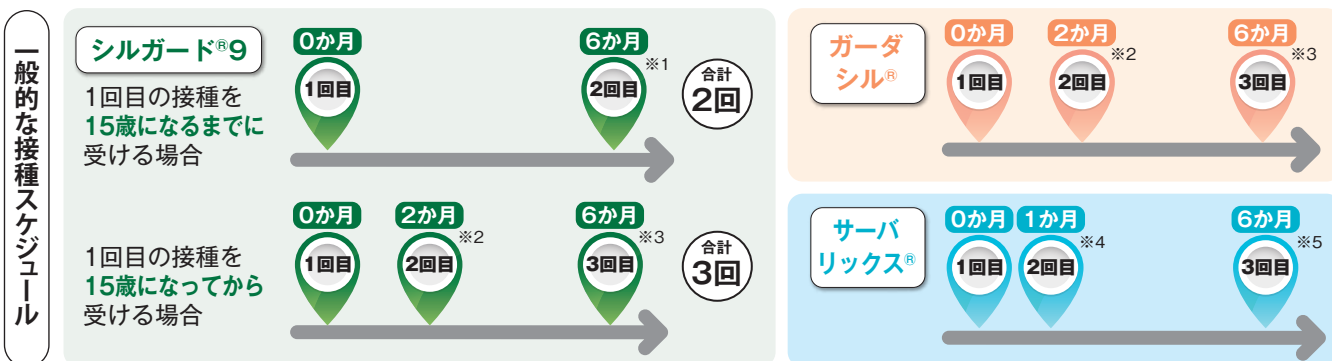 一般的な接種スケジュール
シルガード®9
1回目の接種を
15歳になるまでに
受ける場合
0か月
1回目
6か月
※1
2回目
合計
2回
1回目の接種を
15歳になってから
受ける場合
0か月
1回目
2か月
※2
2回目
6か月
※3
3回目
合計
3回
ガーダ
シル®
0か月
1回目
2か月
※2
2回目
6か月
※3
3回目
サーバ
リックス®
0か月
1回目
1か月
※4
2回目
6か月
※5
3回目